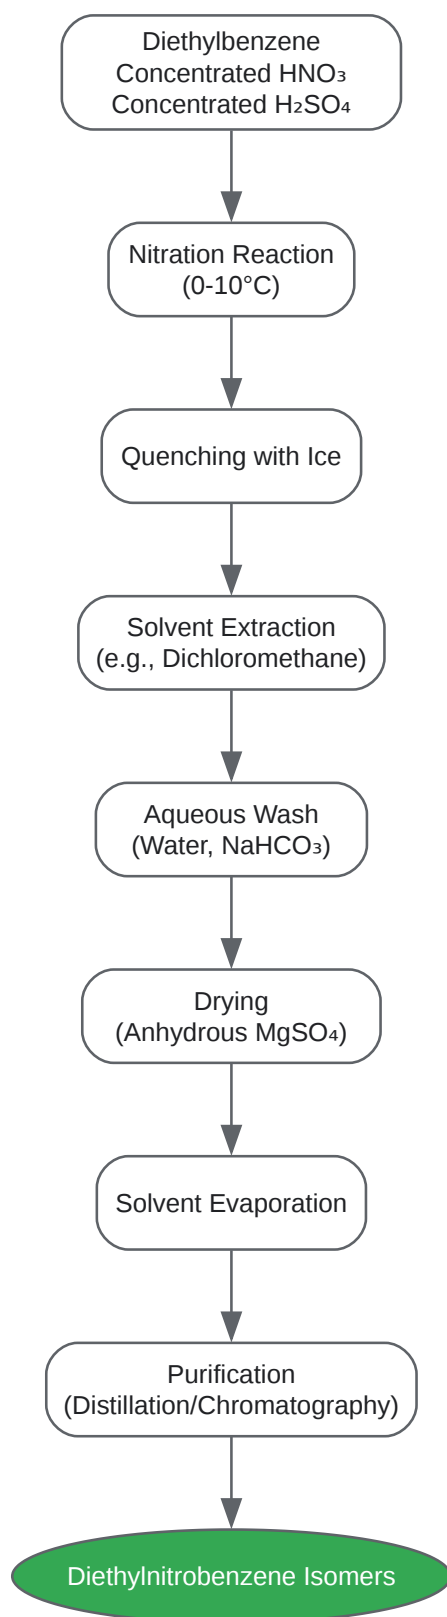 Diethylbenzene
Concentrated HNO₃
Concentrated H₂SO₄
Nitration Reaction
(0-10°C)
Quenching with Ice
Solvent Extraction
(e.g., Dichloromethane)
Aqueous Wash
(Water, NaHCO₃)
Drying
(Anhydrous MgSO₄)
Solvent Evaporation
Purification
(Distillation/Chromatography)
Diethylnitrobenzene Isomers